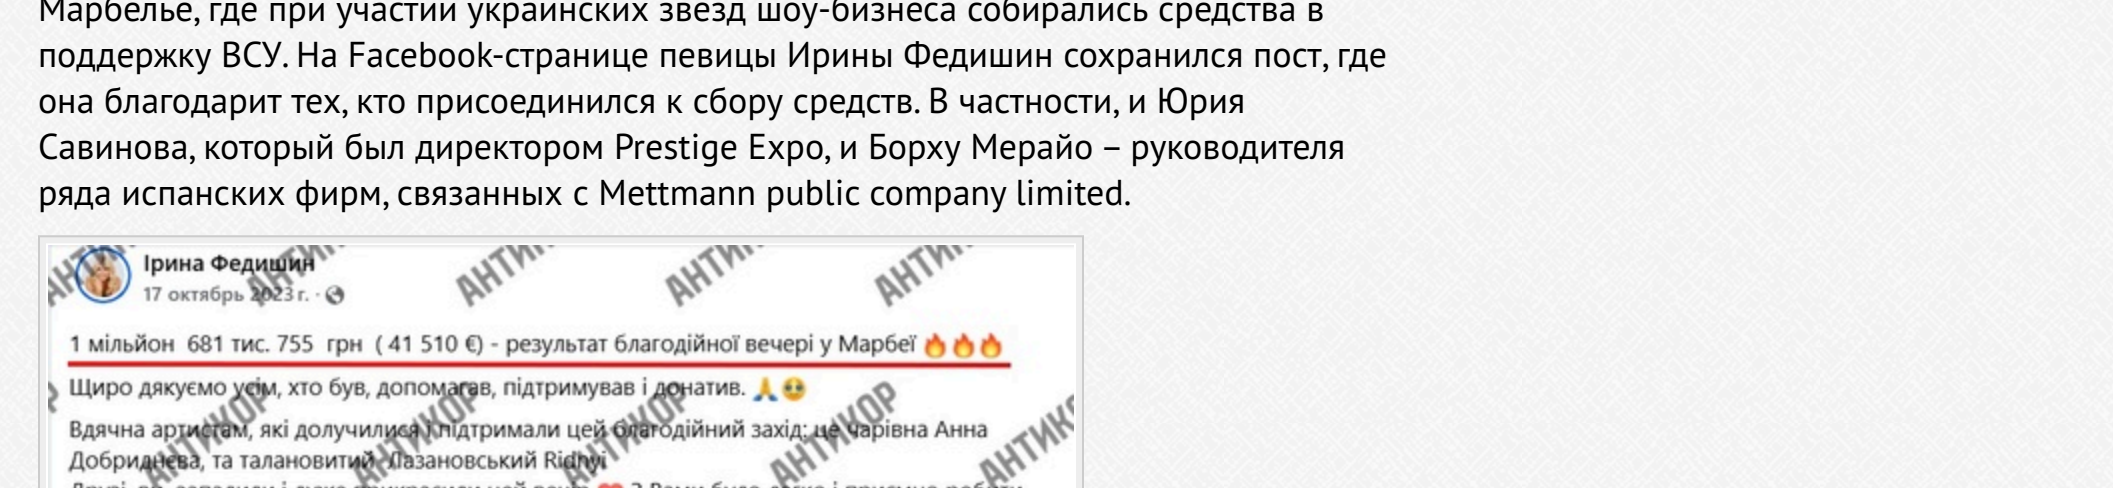 Марбелье, где при участии украинских звезд шоу-бизнеса собирались средства в
поддержку ВСУ. На Facebook-странице певицы Ирины Федишин сохранился пост, где
она благодарит тех, кто присоединился к сбору средств. В частности, и Юрия
Савинова, который был директором Prestige Expo, и Борху Мерайо – руководителя
ряда испанских фирм, связанных с Mettmann public company limited.
Ірина Федишин
17 октябрь 2023 г. ·
1 мільйон 681 тис. 755 грн ( 41 510 €) - результат благодійної вечері у Марбеї 🔥🔥🔥
Щиро дякуємо усім, хто був, допомагав, підтримував і донатив. 🙏🥹
Вдячна артистам, які долучилися і підтримали цей благодійний захід: це чарівна Анна
Добриднєва, та талановитий Лазановський Ridnyi
АНТИКОР